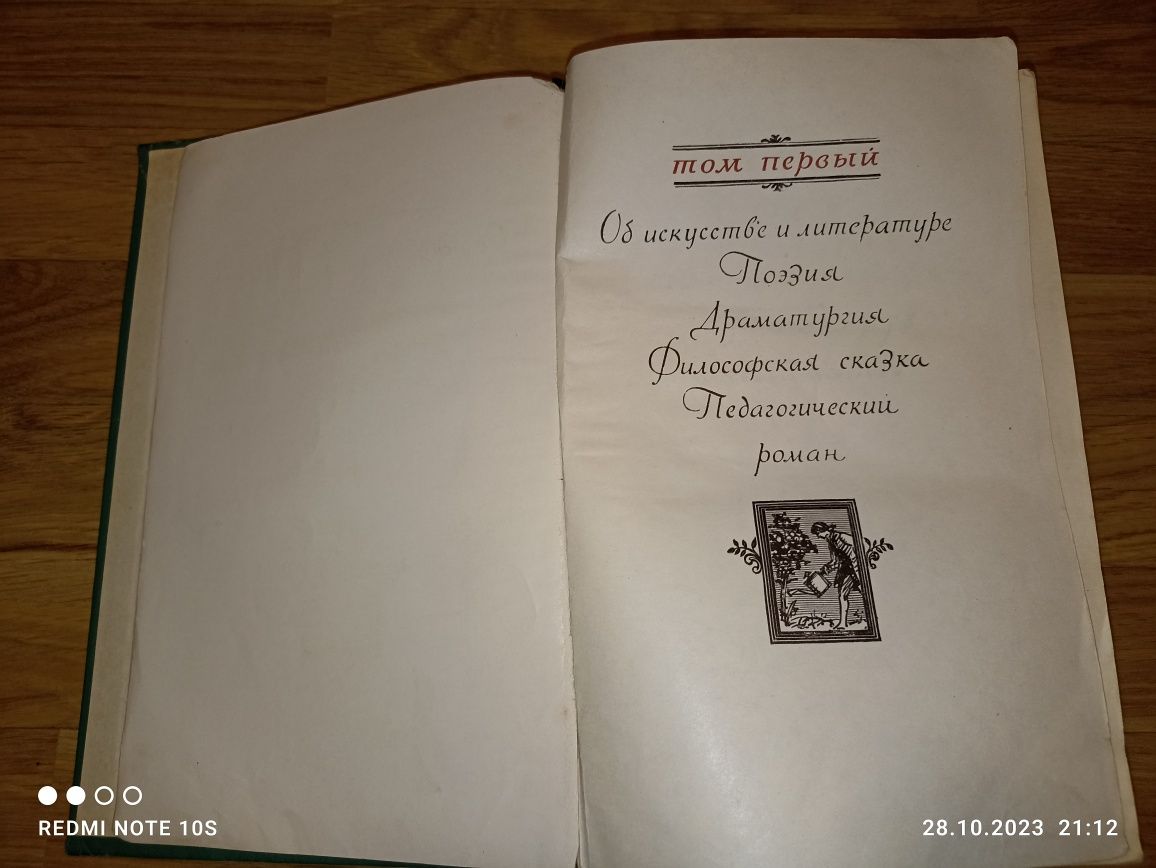 том первый
Об искусстве и литературе
Поэзия
Драматургия
Философская сказка
Педагогический
роман
REDMI NOTE 10S
28.10.2023 21:12